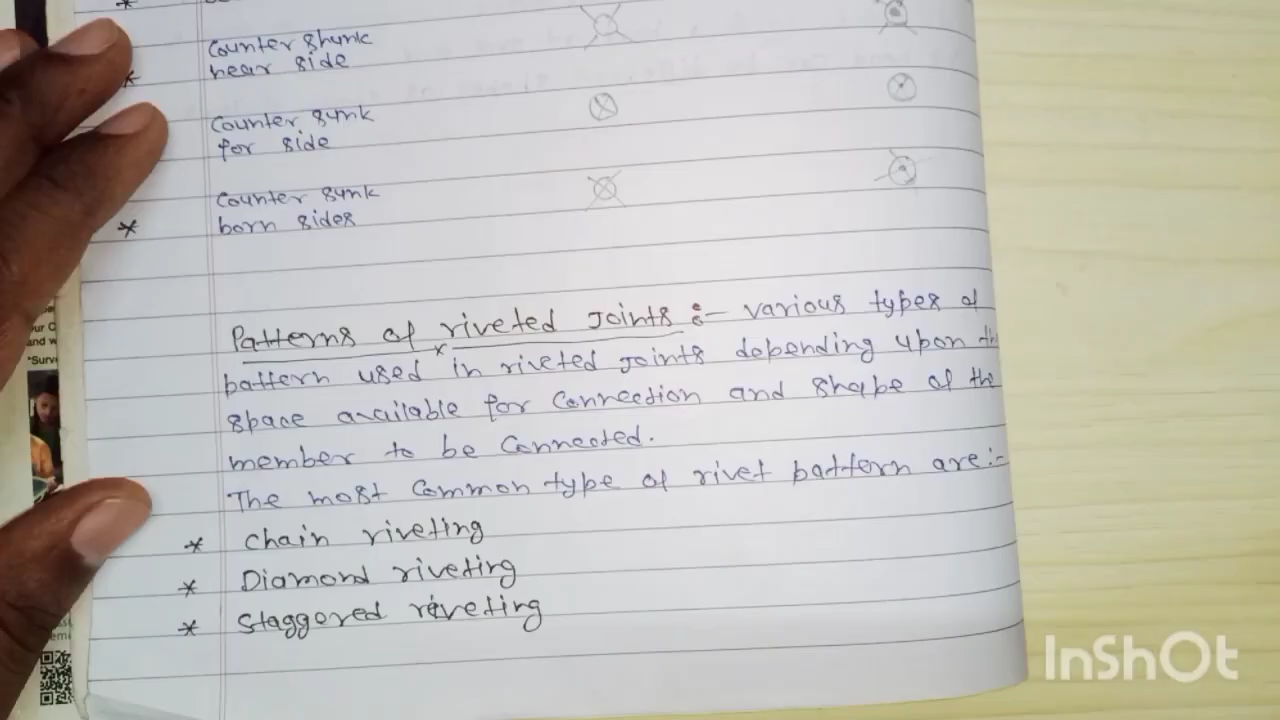 Counter shunk
near side
Counter sunk
for side
Counter sunk
born sides
Patterns of riveted Joints :- various types of
pattern used in riveted joints depending upon the
space available for connection and shape of the
member to be connected.
The most common type of rivet pattern are :-
* Chain riveting
* Diamond riveting
* Staggered riveting
InShOt